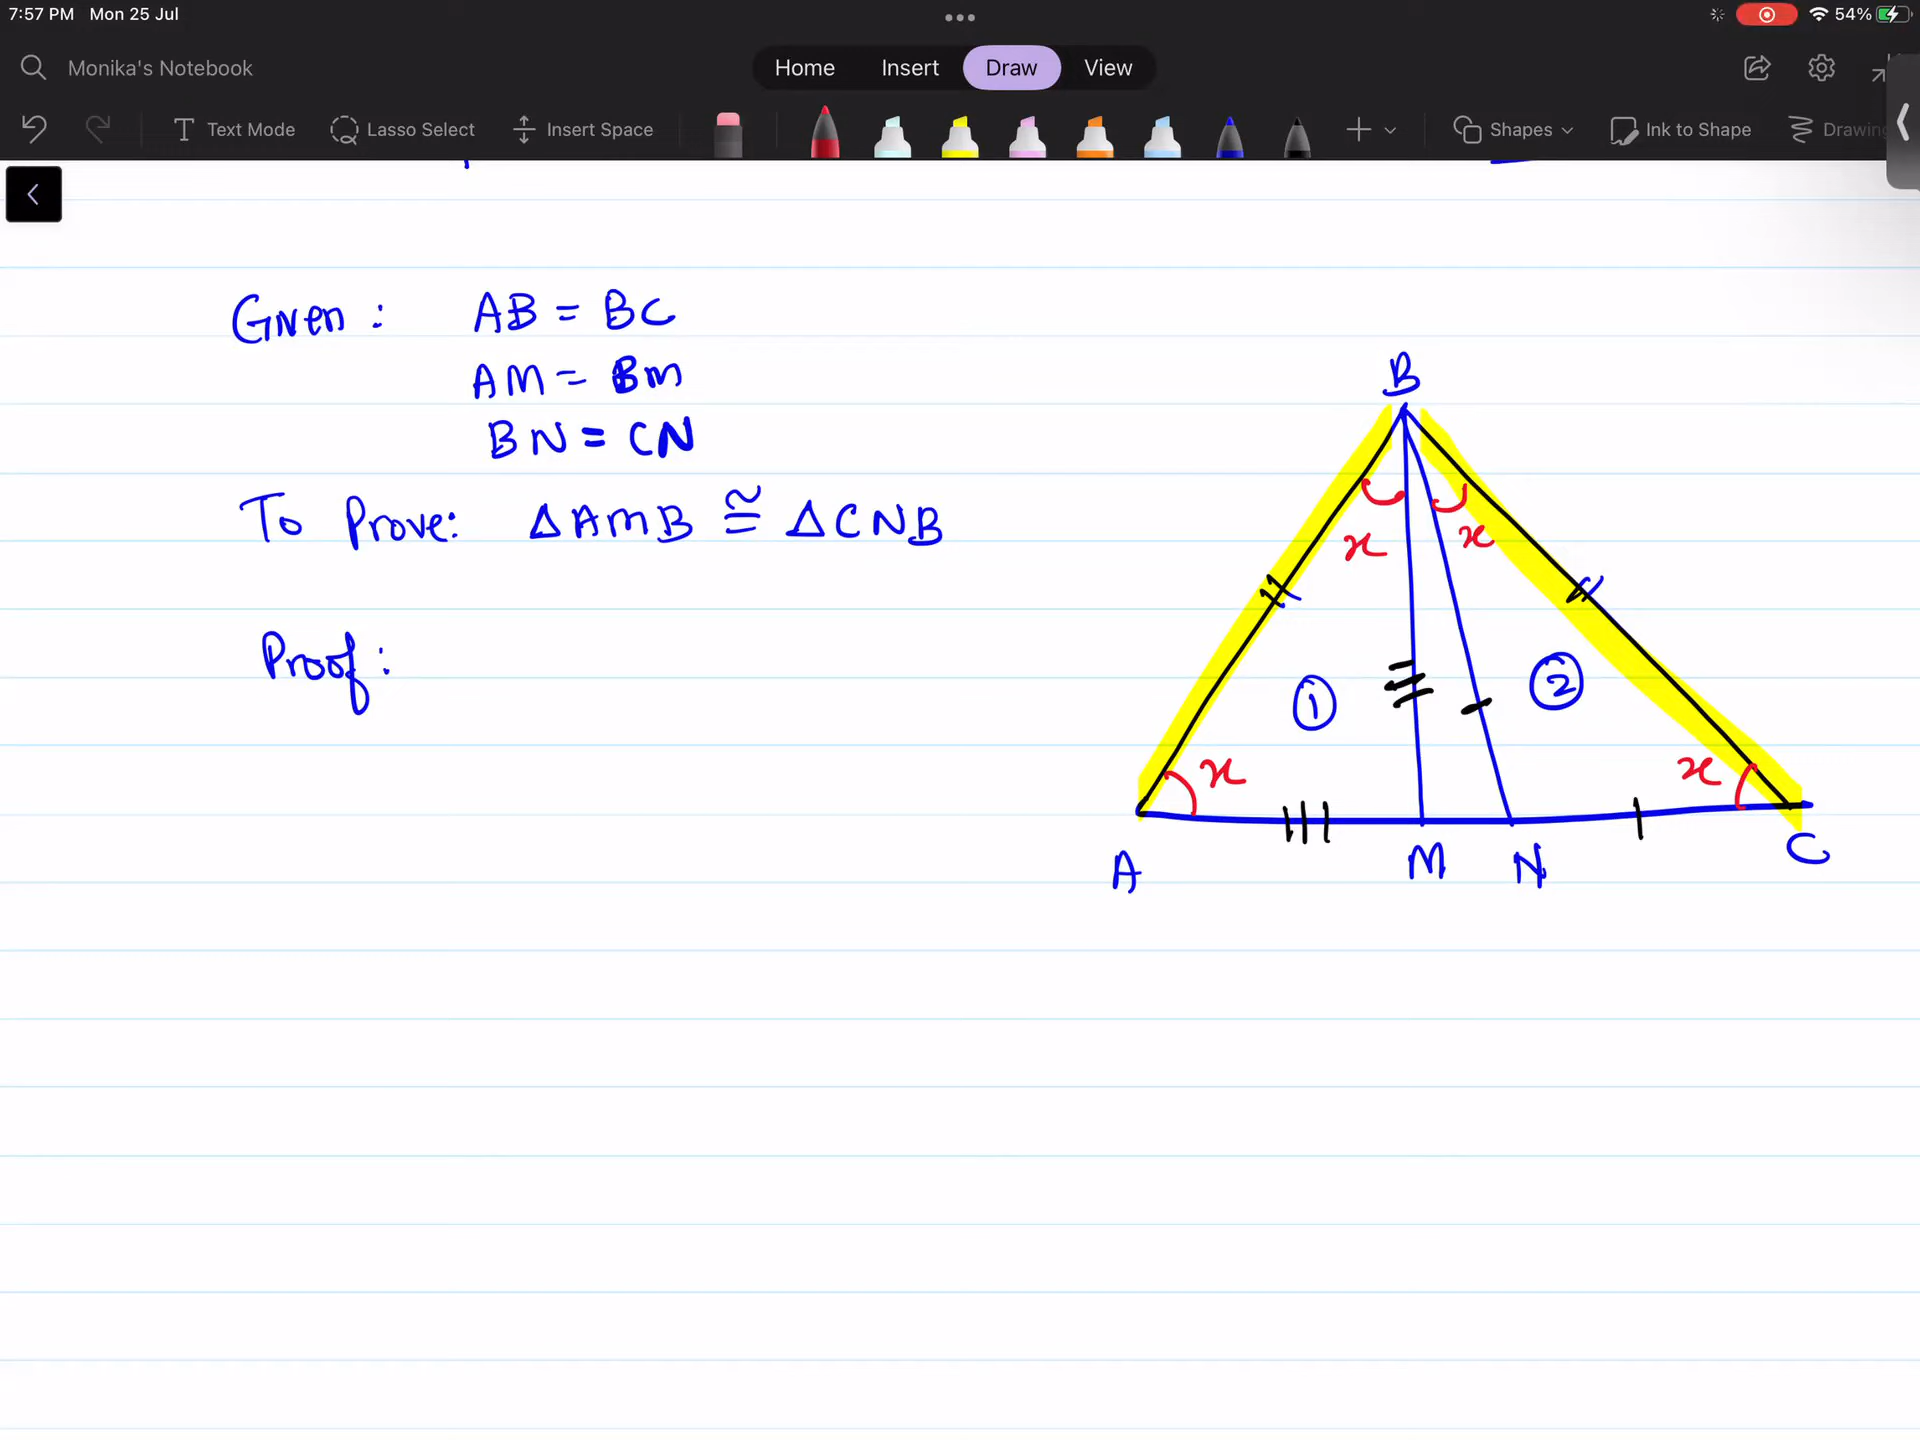 7:57 PM Mon 25 Jul
54%
Monika's Notebook
Home Insert Draw View
Text Mode Lasso Select Insert Space Shapes Ink to Shape Drawing
Given : AB = BC
AM = BM
BN = CN
To Prove: ΔAMB ≅ ΔCNB
Proof :
B
x x
1 2
x x
A M N C